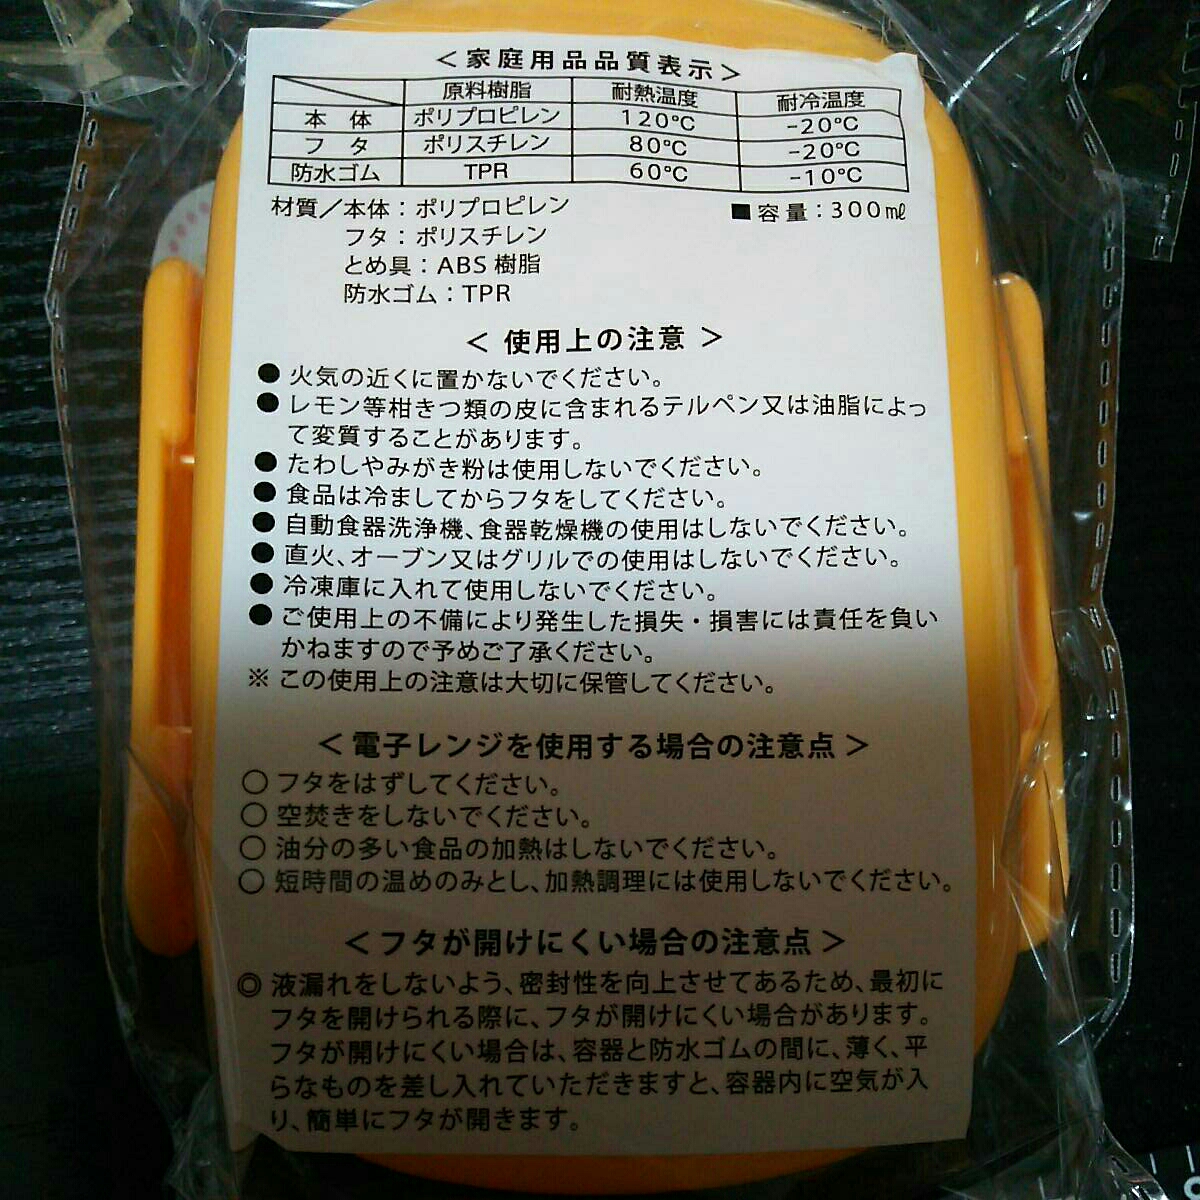 ＜家庭用品品質表示＞
原料樹脂 耐熱温度 耐冷温度
本体 ポリプロピレン 120℃ -20℃
フタ ポリスチレン 80℃ -20℃
防水ゴム TPR 60℃ -10℃
材質／本体：ポリプロピレン ■容量：300㎖
フタ：ポリスチレン
とめ具：ABS樹脂
防水ゴム：TPR
＜使用上の注意＞
●火気の近くに置かないでください。
●レモン等柑きつ類の皮に含まれるテルペン又は油脂によっ
て変質することがあります。
●たわしやみがき粉は使用しないでください。
●食品は冷ましてからフタをしてください。
●自動食器洗浄機、食器乾燥機の使用はしないでください。
●直火、オーブン又はグリルでの使用はしないでください。
●冷凍庫に入れて使用しないでください。
●ご使用上の不備により発生した損失・損害には責任を負い
かねますので予めご了承ください。
※この使用上の注意は大切に保管してください。
＜電子レンジを使用する場合の注意点＞
○フタをはずしてください。
○空焚きをしないでください。
○油分の多い食品の加熱はしないでください。
○短時間の温めのみとし、加熱調理には使用しないでください。
＜フタが開けにくい場合の注意点＞
◎液漏れをしないよう、密封性を向上させてあるため、最初に
フタを開けられる際に、フタが開けにくい場合があります。
フタが開けにくい場合は、容器と防水ゴムの間に、薄く、平
らなものを差し入れていただきますと、容器内に空気が入
り、簡単にフタが開きます。